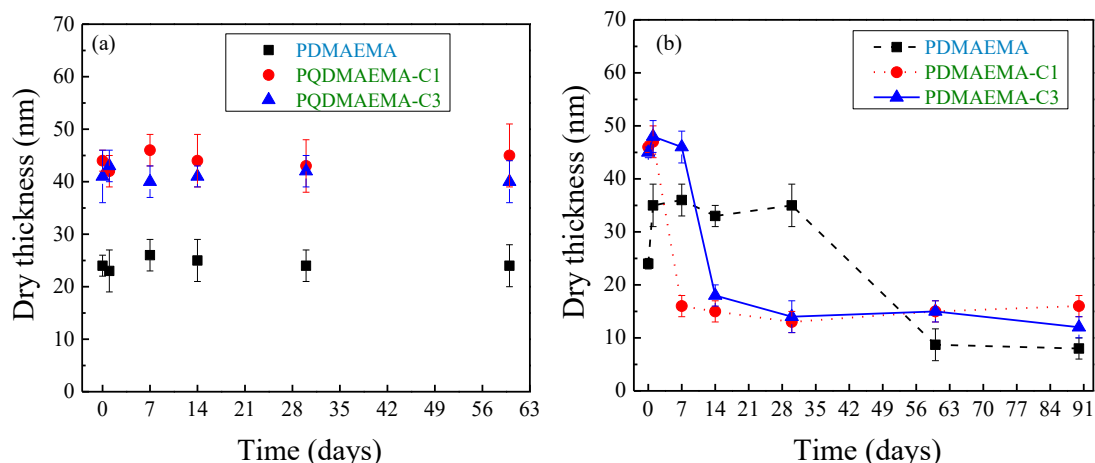 (a)
PDMAEMA
PQDMAEMA-C1
PQDMAEMA-C3
Dry thickness (nm)
70
60
50
40
30
20
10
0
0 7 14 21 28 35 42 49 56 63
Time (days)
(b)
PDMAEMA
PDMAEMA-C1
PDMAEMA-C3
Dry thickness (nm)
70
60
50
40
30
20
10
0
0 7 14 21 28 35 42 49 56 63 70 77 84 91
Time (days)